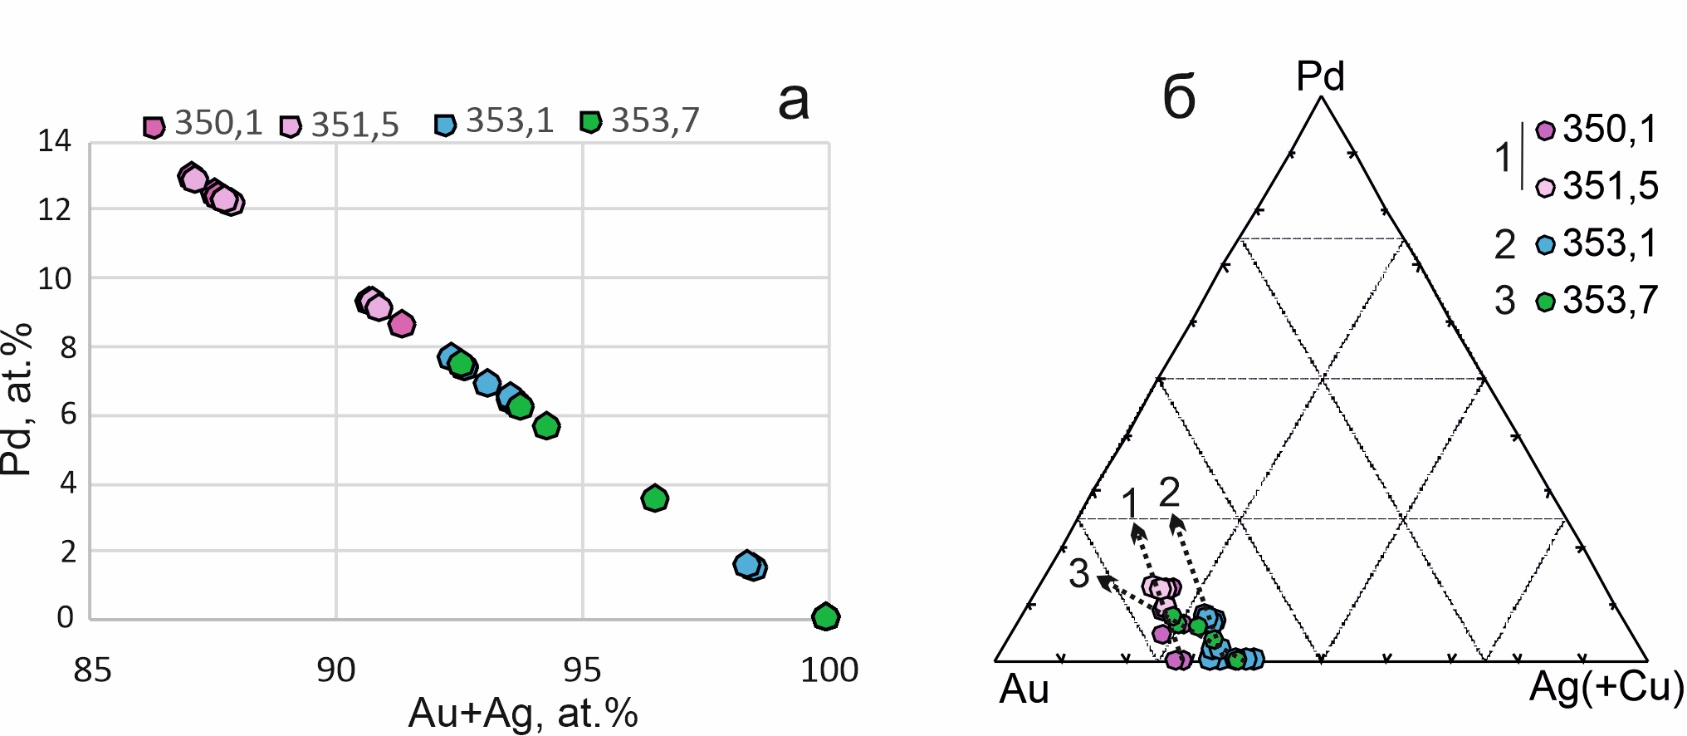 а
350,1 351,5 353,1 353,7
14
12
10
8
6
4
2
0
Pd, at.%
85 90 95 100
Au+Ag, at.%
б
Pd
1
350,1
351,5
2 353,1
3 353,7
1 2
3
Au
Ag(+Cu)